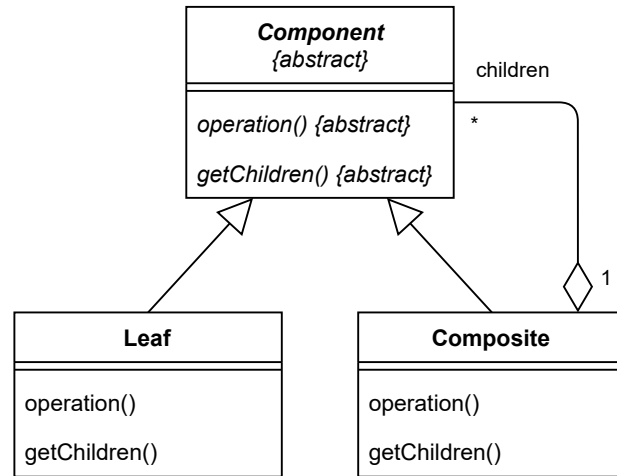 Component
{abstract}
children
operation() {abstract}
*
getChildren() {abstract}
1
Leaf
operation()
getChildren()
Composite
operation()
getChildren()